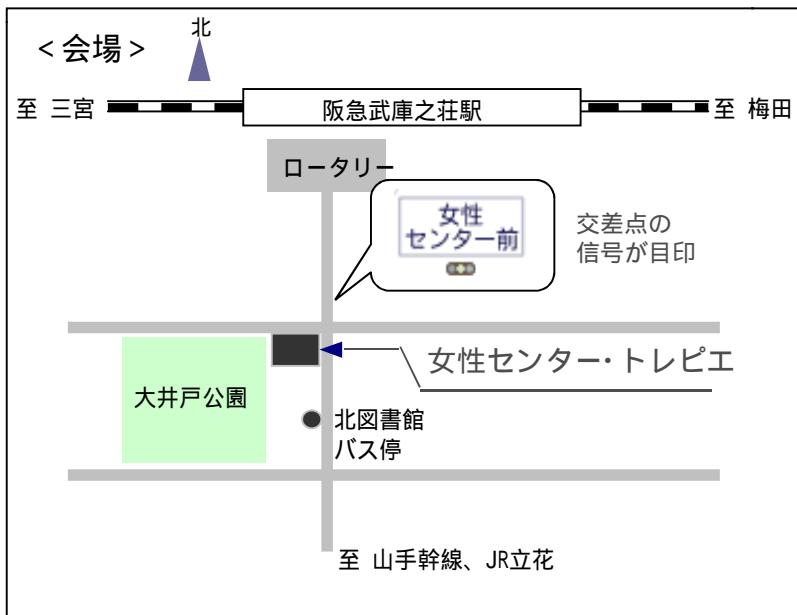 北
<会場>
至 三宮
阪急武庫之荘駅
至 梅田
ロータリー
女性
センター前
交差点の
信号が目印
女性センター・トレピエ
大井戸公園
北図書館
バス停
至 山手幹線、JR立花